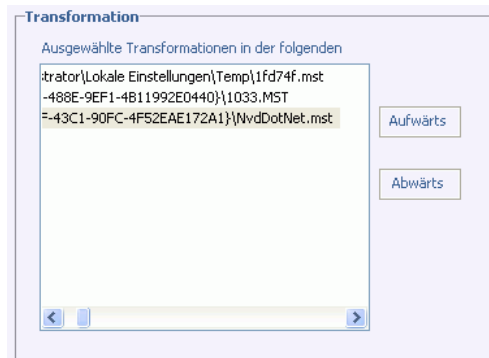 Transformation
Ausgewählte Transformationen in der folgenden
:trator\Lokale Einstellungen\Temp\1fd74f.mst
-488E-9EF1-4B11992E0440}\1033.MST
F-43C1-90FC-4F52EAE172A1}\NvdDotNet.mst
Aufwärts
Abwärts